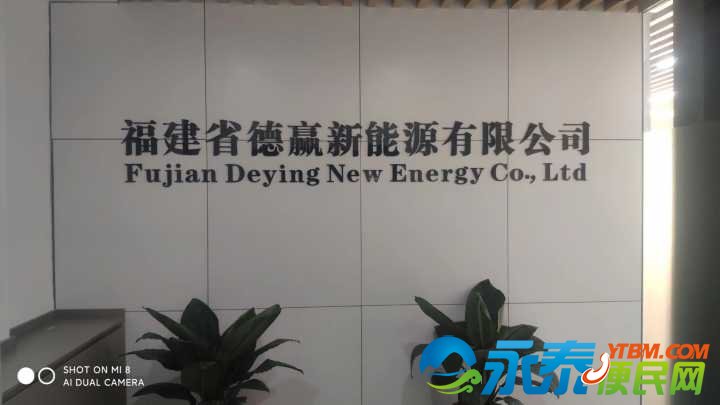 福建省德赢新能源有限公司
Fujian Deying New Energy Co., Ltd
SHOT ON MI 8
AI DUAL CAMERA
永泰
YTBM.COM
便民网